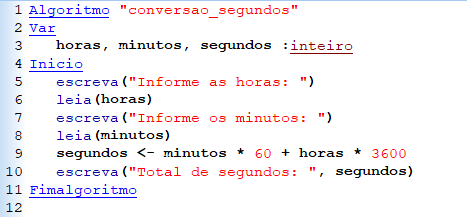 1 Algoritmo "conversao_segundos"
2 Var
3 horas, minutos, segundos :inteiro
4 Inicio
5 escreva("Informe as horas: ")
6 leia(horas)
7 escreva("Informe os minutos: ")
8 leia(minutos)
9 segundos <- minutos * 60 + horas * 3600
10 escreva("Total de segundos: ", segundos)
11 Fimalgoritmo
12